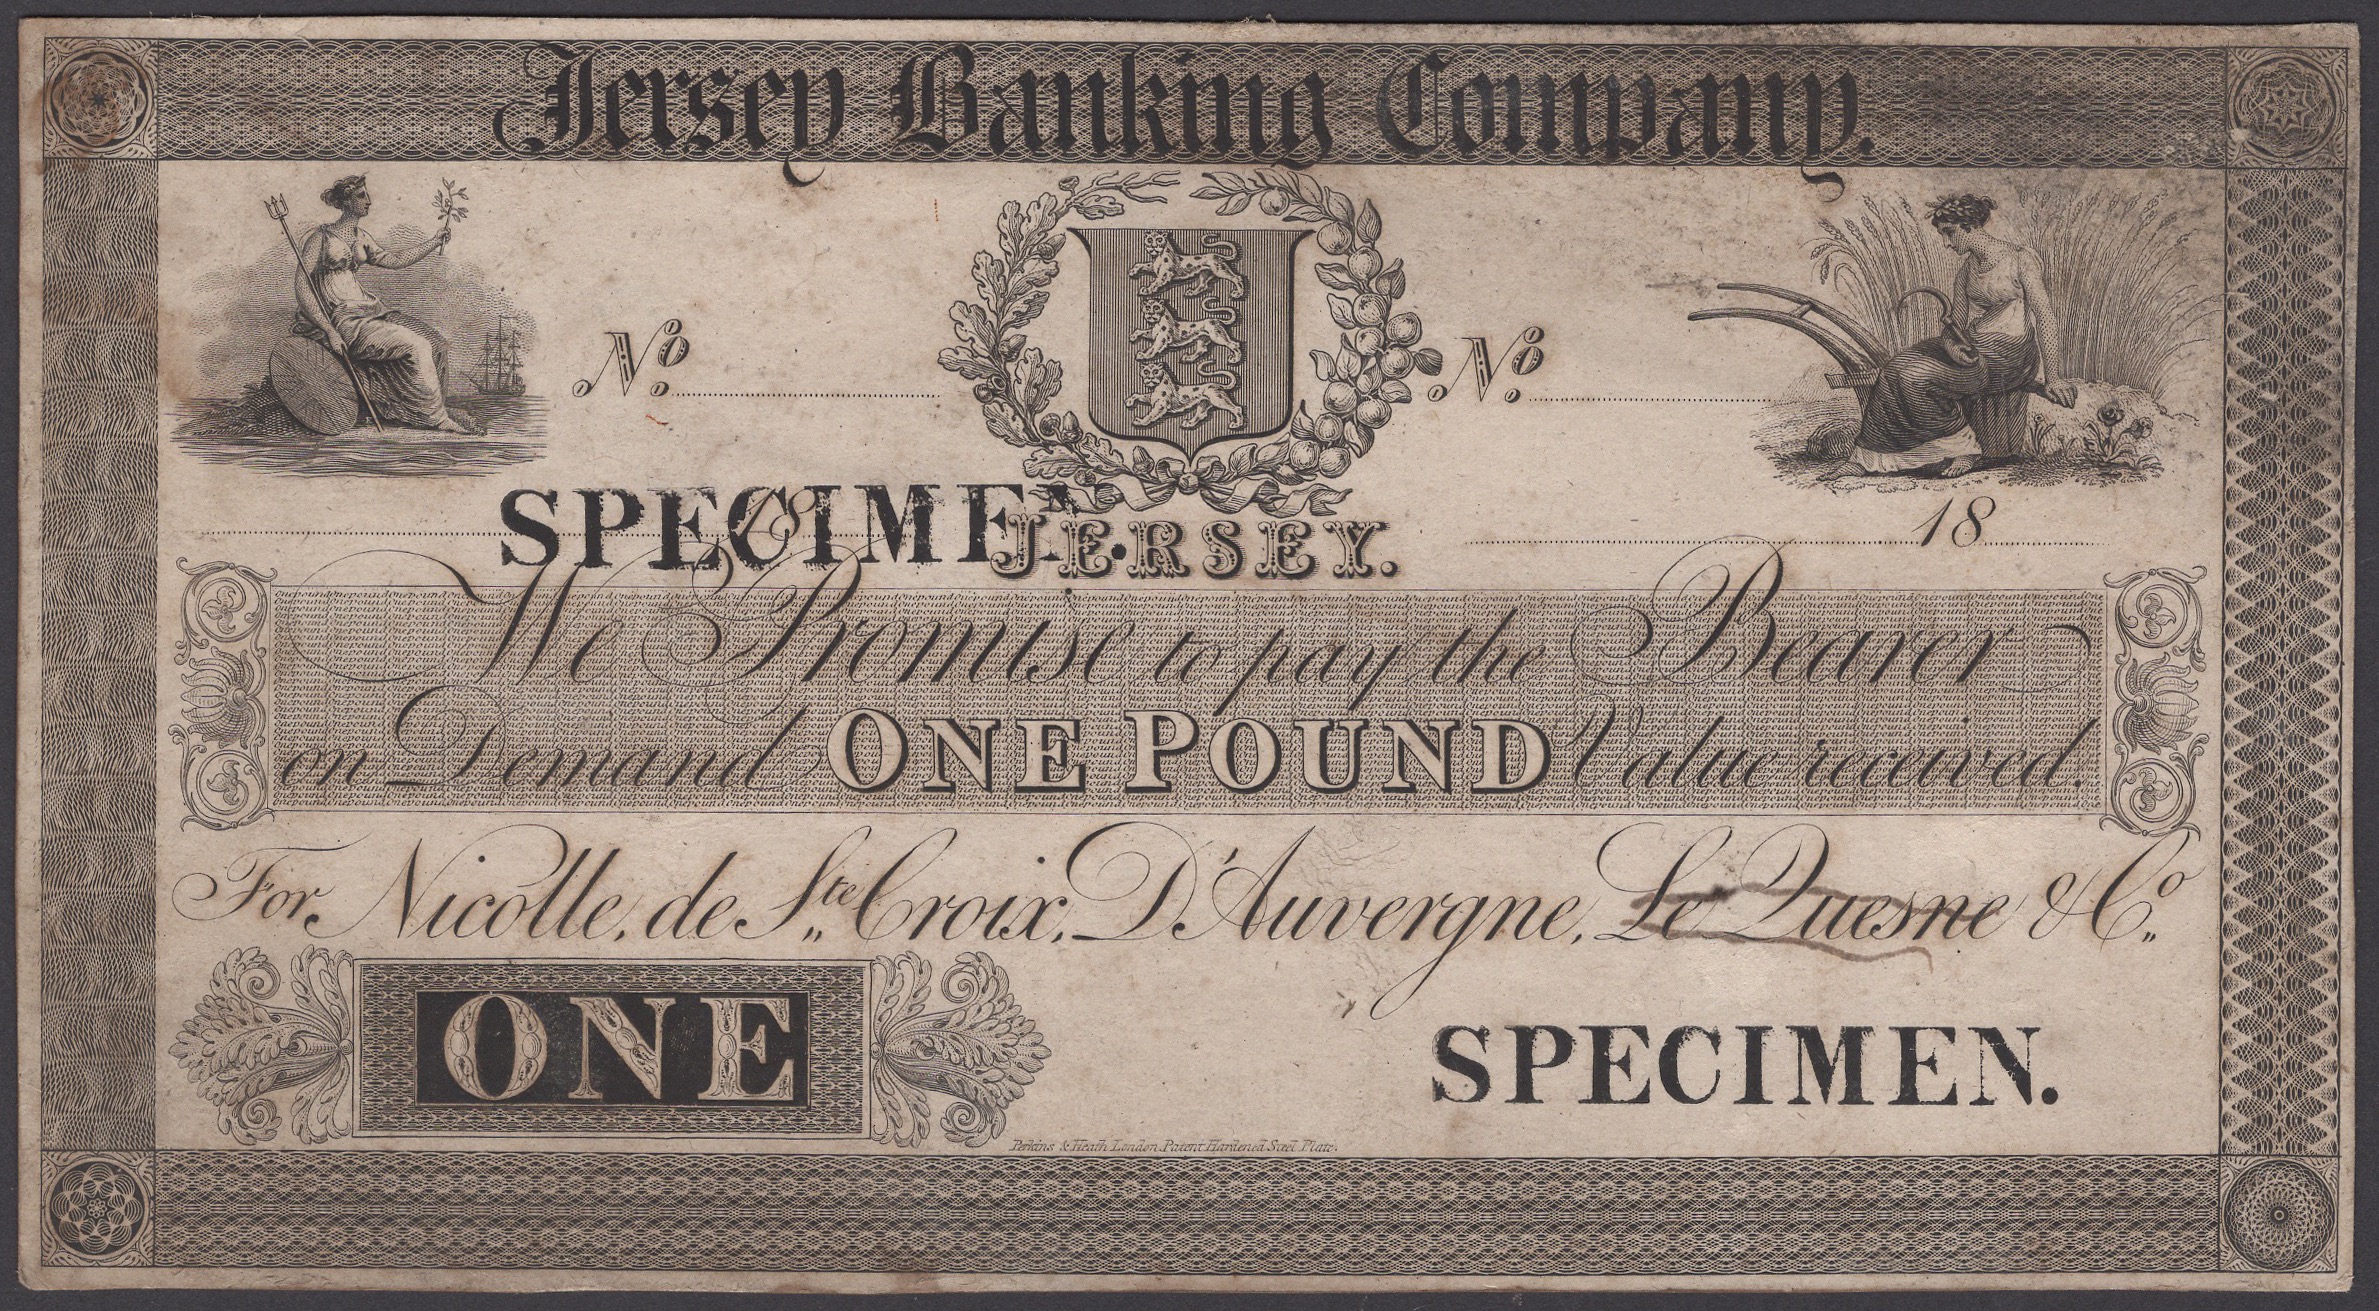 Jersey Banking Company.
No. No.
SPECIMEN.
18 18
JERSEY.
We Promise to pay the Bearer
on Demand ONE POUND Value received.
For Nicolle, de Ste Croix, D'Auvergne, Le Quesne & Co.
ONE
SPECIMEN.
Perkins & Heath London Patent Hardened Steel Plate.